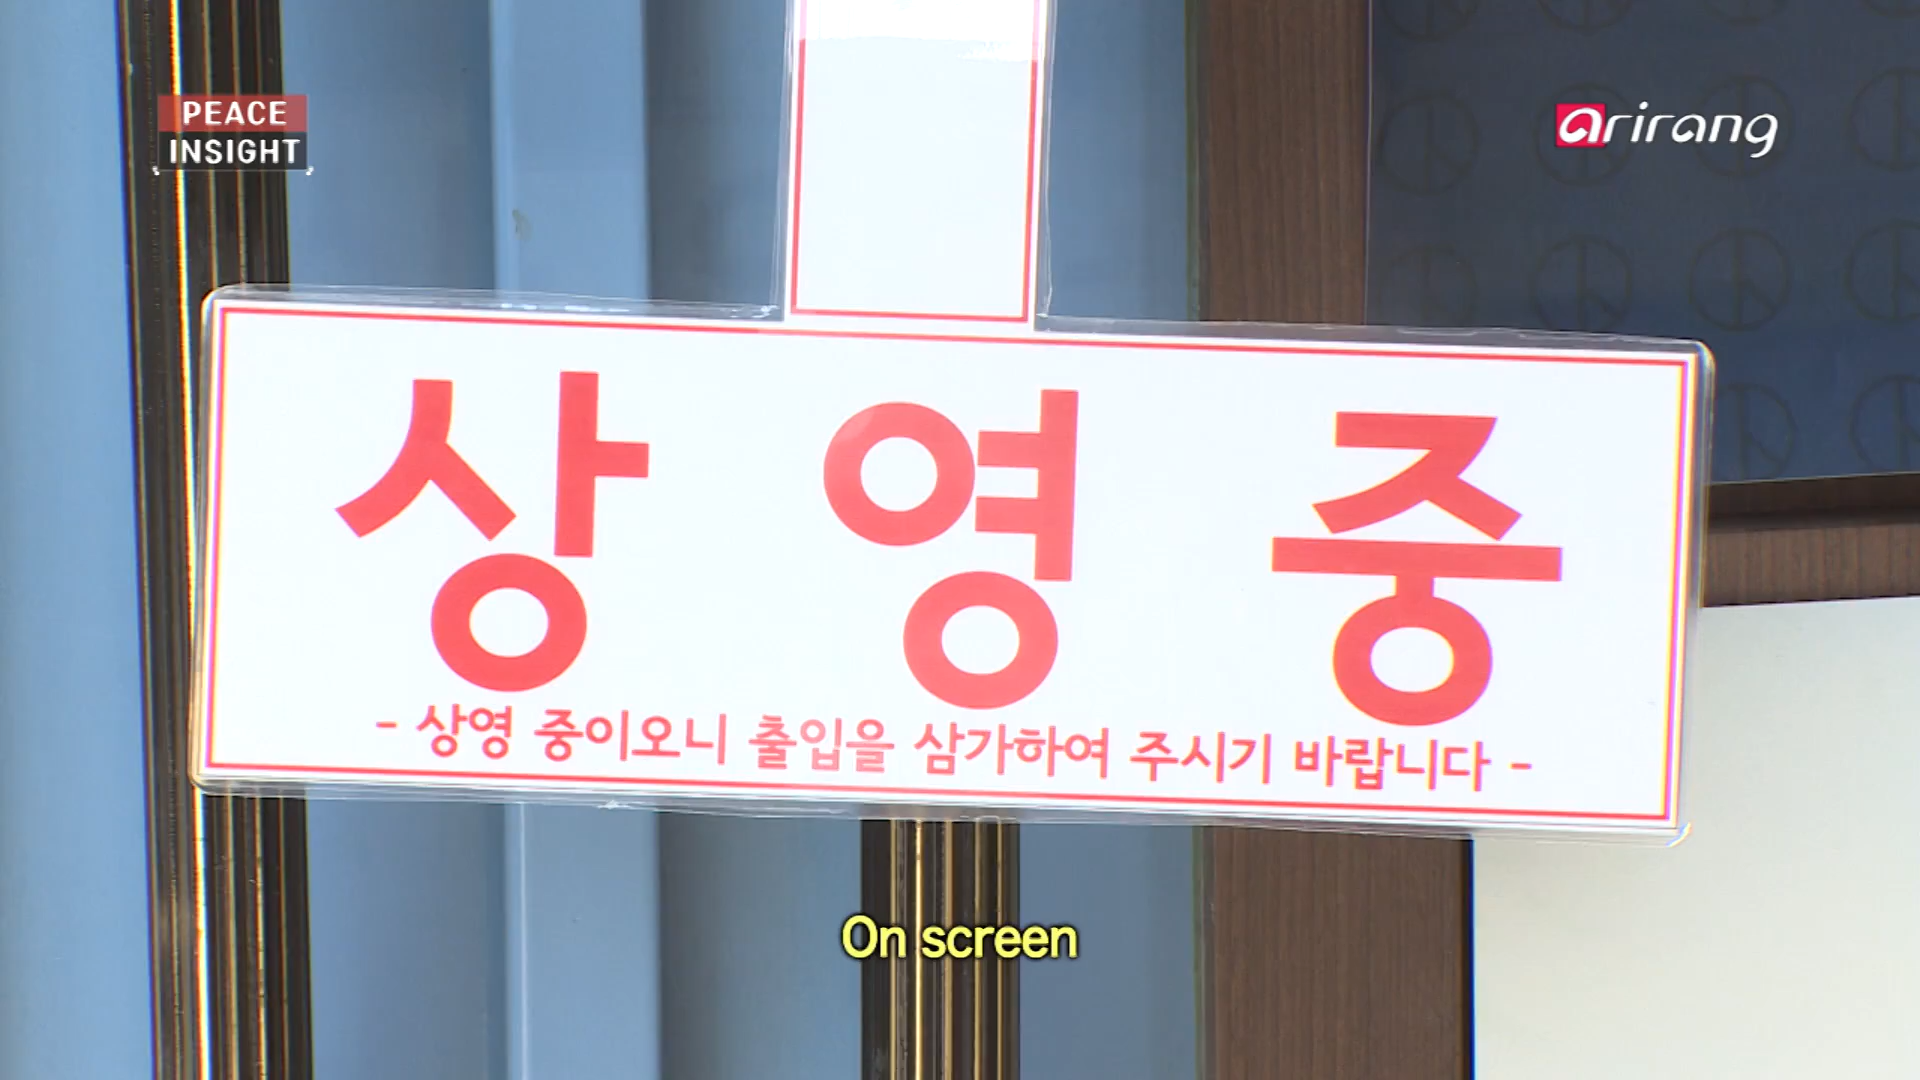 PEACE
INSIGHT
arirang
상영중
- 상영 중이오니 출입을 삼가하여 주시기 바랍니다 -
On screen